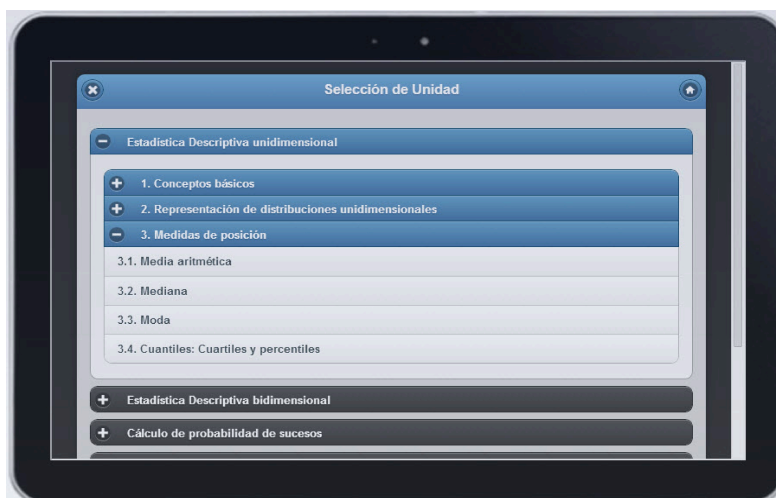 Selección de Unidad
Estadística Descriptiva unidimensional
1. Conceptos básicos
2. Representación de distribuciones unidimensionales
3. Medidas de posición
3.1. Media aritmética
3.2. Mediana
3.3. Moda
3.4. Cuantiles: Cuartiles y percentiles
Estadística Descriptiva bidimensional
Cálculo de probabilidad de sucesos